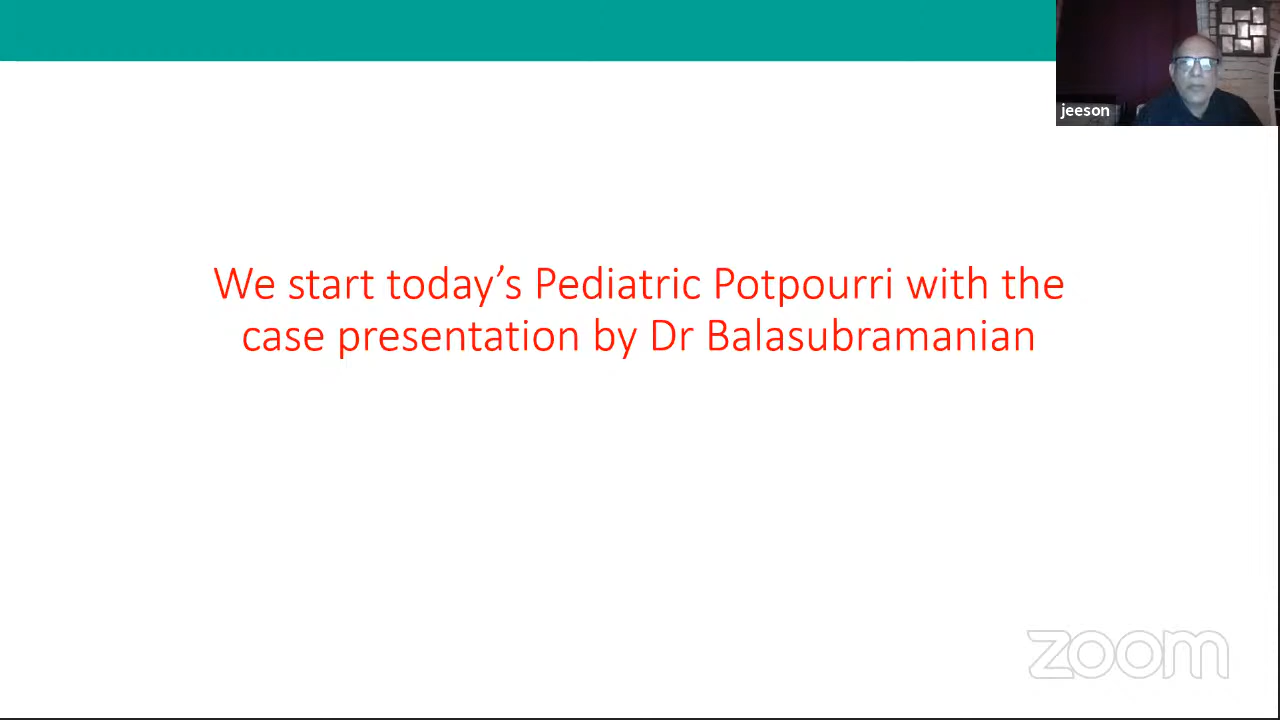 jeeson
We start today’s Pediatric Potpourri with the
case presentation by Dr Balasubramanian
zoom